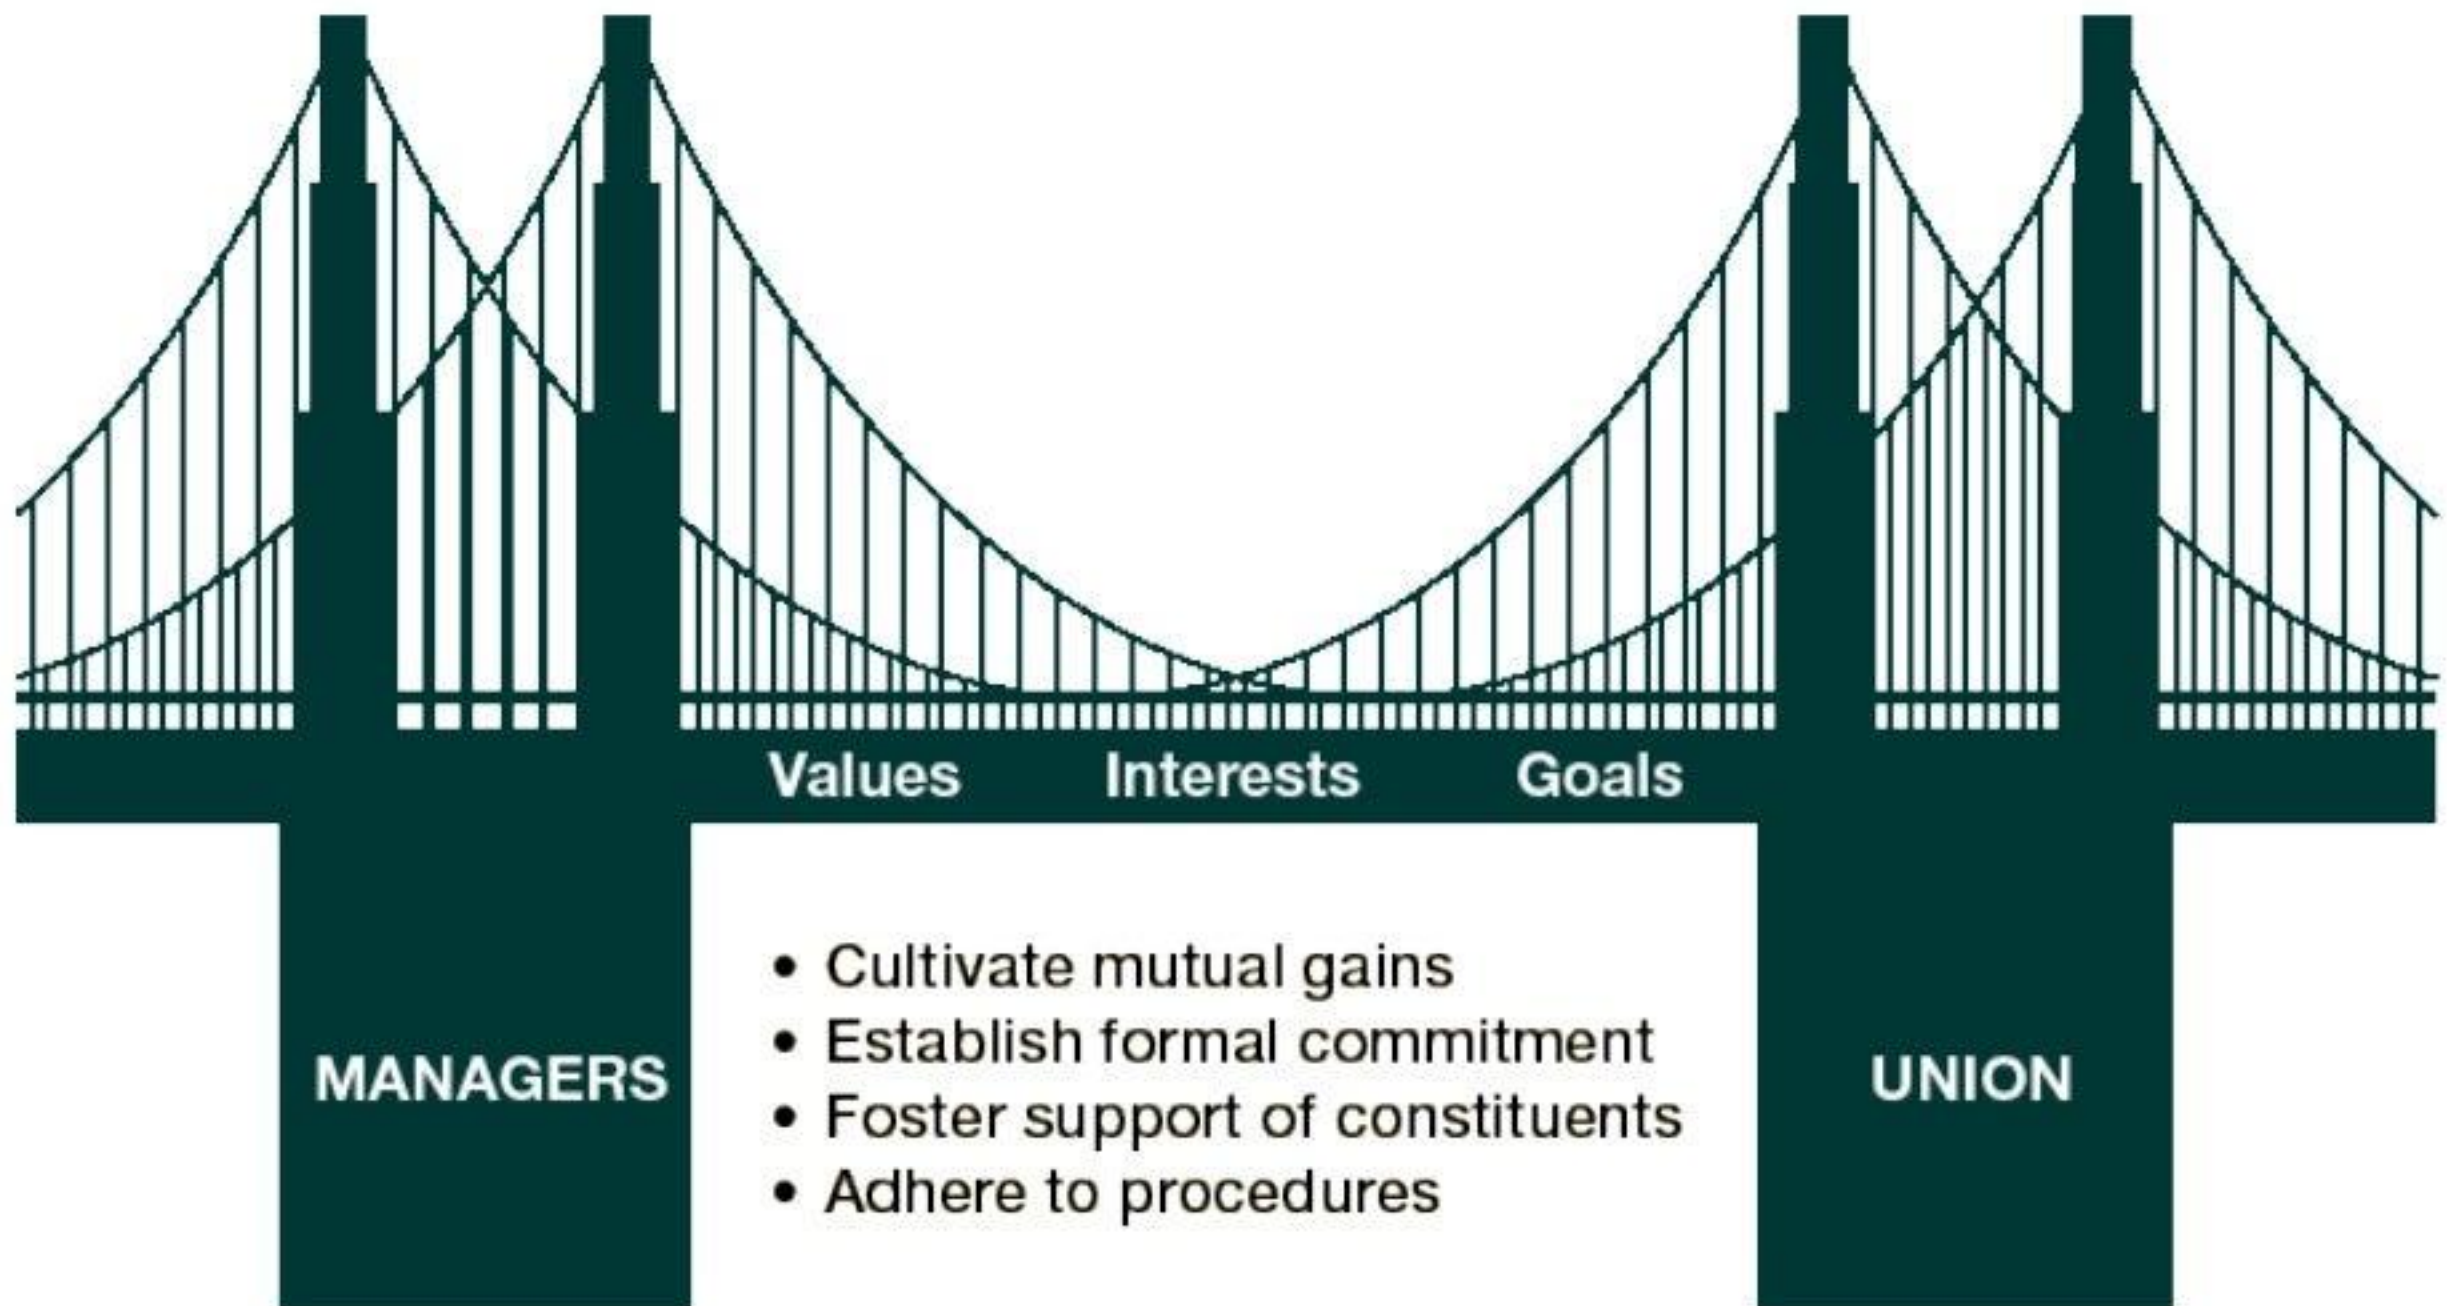 Values Interests Goals
MANAGERS
• Cultivate mutual gains
• Establish formal commitment
• Foster support of constituents
• Adhere to procedures
UNION